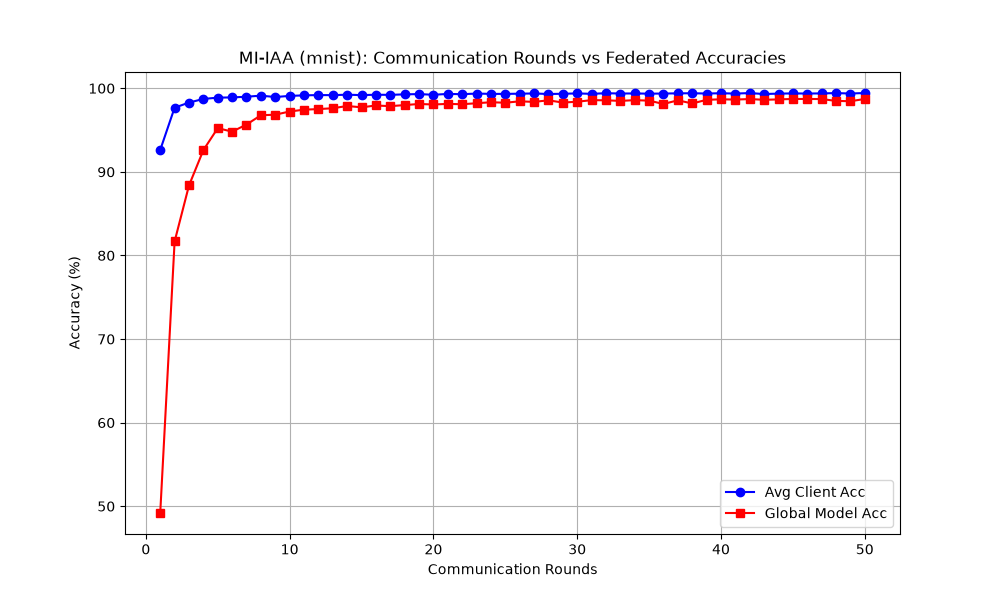 MI-IAA (mnist): Communication Rounds vs Federated Accuracies
Accuracy (%)
100
90
80
70
60
50
0 10 20 30 40 50
Communication Rounds
Avg Client Acc
Global Model Acc